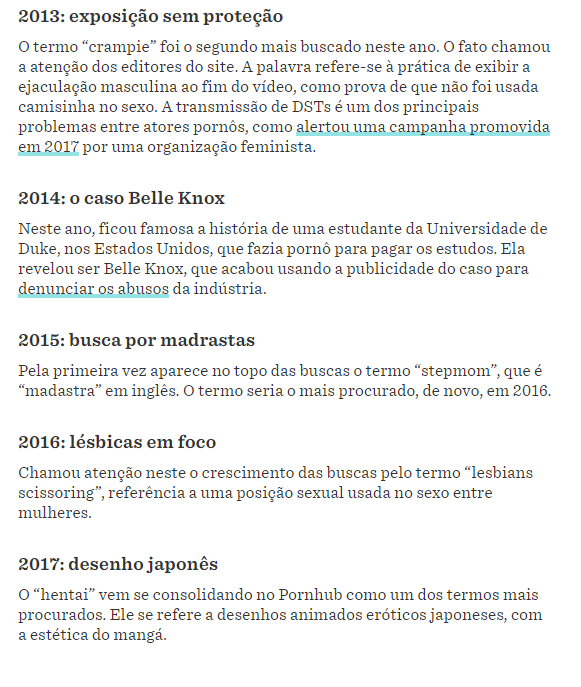 2013: exposição sem proteção
O termo “crampie” foi o segundo mais buscado neste ano. O fato chamou
a atenção dos editores do site. A palavra refere-se à prática de exibir a
ejaculação masculina ao fim do vídeo, como prova de que não foi usada
camisinha no sexo. A transmissão de DSTs é um dos principais
problemas entre atores pornôs, como alertou uma campanha promovida
em 2017 por uma organização feminista.
2014: o caso Belle Knox
Neste ano, ficou famosa a história de uma estudante da Universidade de
Duke, nos Estados Unidos, que fazia pornô para pagar os estudos. Ela
revelou ser Belle Knox, que acabou usando a publicidade do caso para
denunciar os abusos da indústria.
2015: busca por madrastas
Pela primeira vez aparece no topo das buscas o termo “stepmom”, que é
“madastra” em inglês. O termo seria o mais procurado, de novo, em 2016.
2016: lésbicas em foco
Chamou atenção neste o crescimento das buscas pelo termo “lesbians
scissoring”, referência a uma posição sexual usada no sexo entre
mulheres.
2017: desenho japonês
O “hentai” vem se consolidando no Pornhub como um dos termos mais
procurados. Ele se refere a desenhos animados eróticos japoneses, com
a estética do mangá.